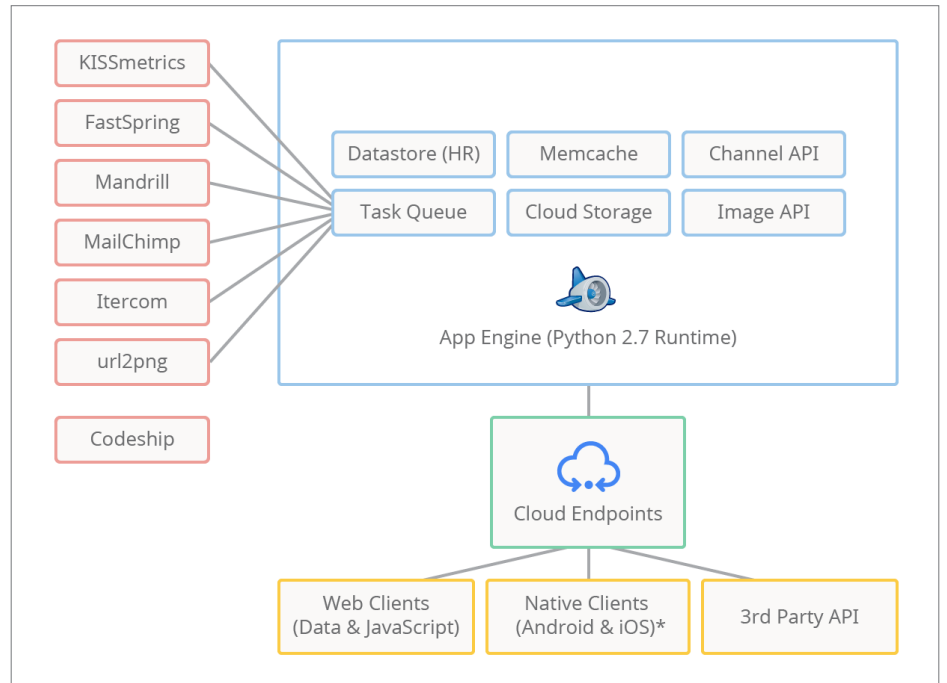 KISSmetrics
FastSpring
Mandrill
MailChimp
Itercom
url2png
Codeship
Datastore (HR)
Memcache
Channel API
Task Queue
Cloud Storage
Image API
App Engine (Python 2.7 Runtime)
Cloud Endpoints
Web Clients
(Data & JavaScript)
Native Clients
(Android & iOS)*
3rd Party API